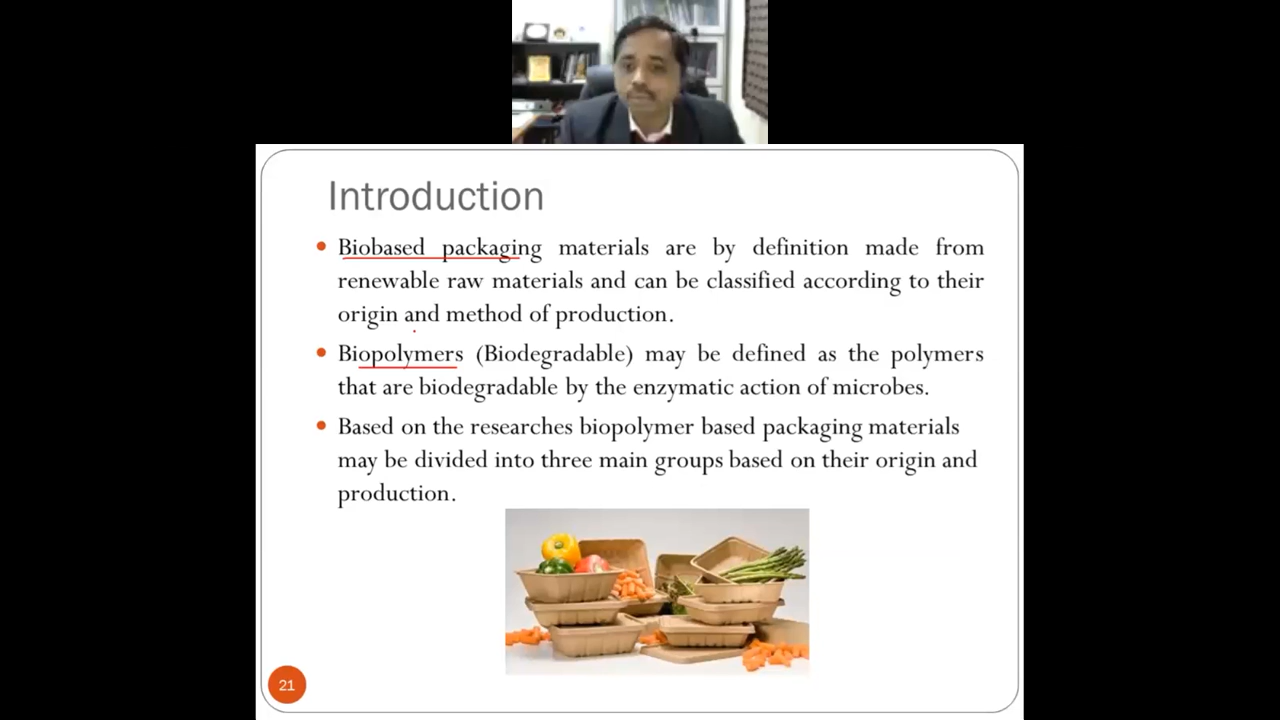 Introduction
Biobased packaging materials are by definition made from
renewable raw materials and can be classified according to their
origin and method of production.
Biopolymers (Biodegradable) may be defined as the polymers
that are biodegradable by the enzymatic action of microbes.
Based on the researches biopolymer based packaging materials
may be divided into three main groups based on their origin and
production.
21